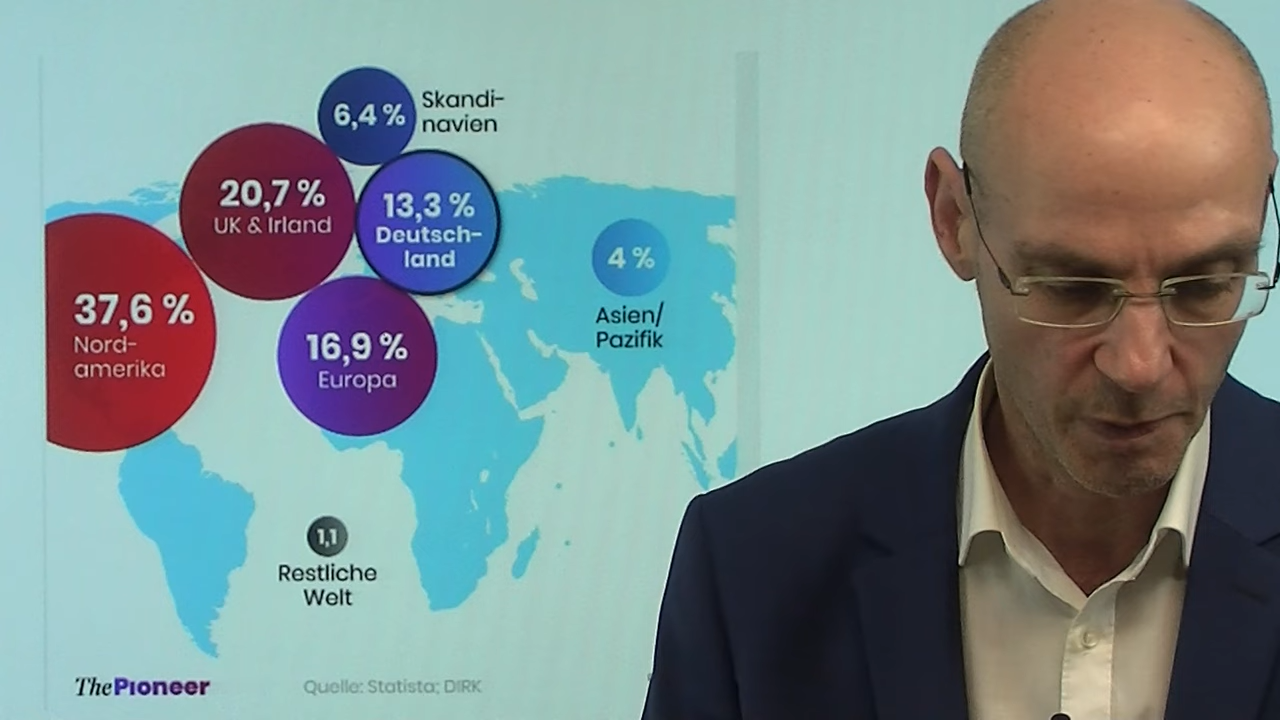 6,4 %
Skandi-
navien
20,7 %
UK & Irland
13,3 %
Deutsch-
land
4 %
Asien/
Pazifik
37,6 %
Nord-
amerika
16,9 %
Europa
1,1
Restliche
Welt
ThePioneer
Quelle: Statista; DIRK